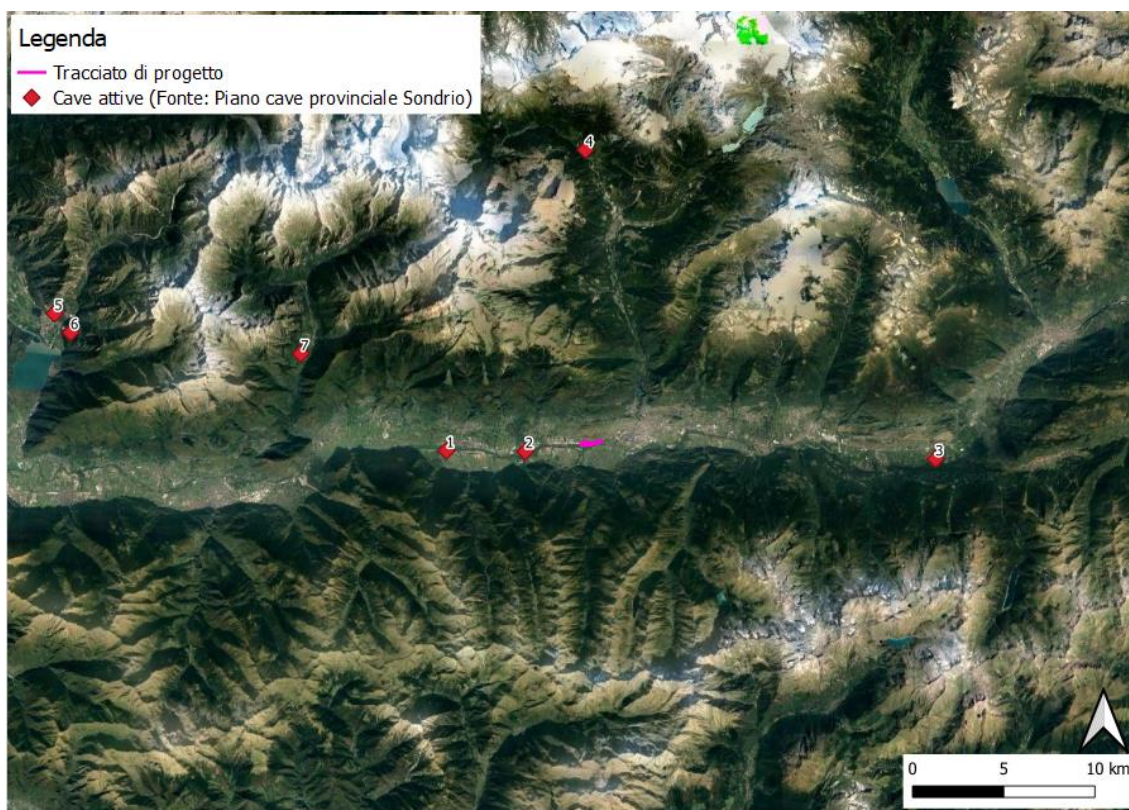 Legenda
Tracciato di progetto
Cave attive (Fonte: Piano cave provinciale Sondrio)
4
5
6
7
1
2
3
0 5 10 km